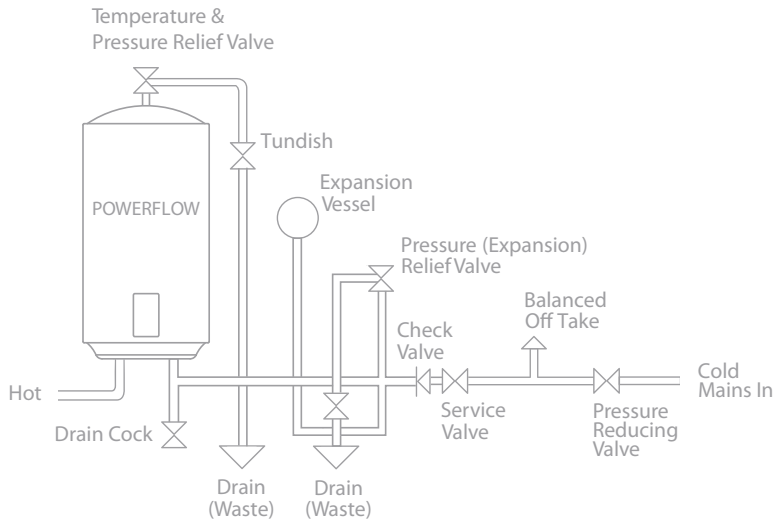 Temperature &
Pressure Relief Valve
Tundish
Expansion
Vessel
POWERFLOW
Pressure (Expansion)
Relief Valve
Balanced
Off Take
Check
Valve
Cold
Mains In
Hot
Service
Valve
Pressure
Reducing
Valve
Drain Cock
Drain
(Waste)
Drain
(Waste)